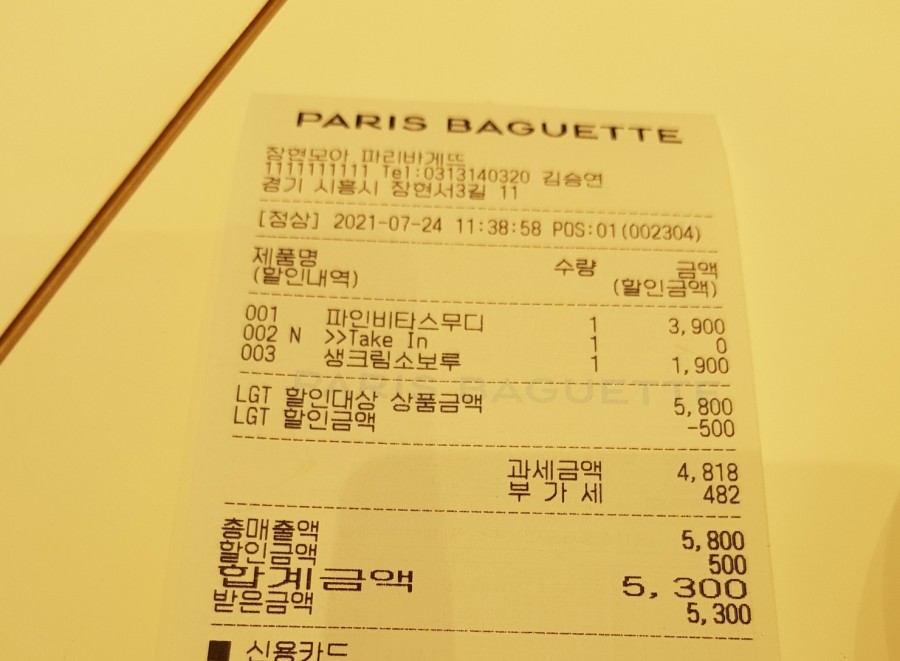 PARIS BAGUETTE
장현모아 파리바게뜨
1111111111 Tel:0313140320 김승연
경기 시흥시 장현서3길 11
[정상] 2021-07-24 11:38:58 POS:01(002304)
제품명 수량 금액
(할인내역) (할인금액)
001 파인비타스무디 1 3,900
002 N >>Take In 1 0
003 생크림소보루 1 1,900
PARIS BAGUETTE
LGT 할인대상 상품금액 5,800
LGT 할인금액 -500
과세금액 4,818
부 가 세 482
총매출액 5,800
할인금액 500
합계금액 5,300
받은금액 5,300
■ 신용카드